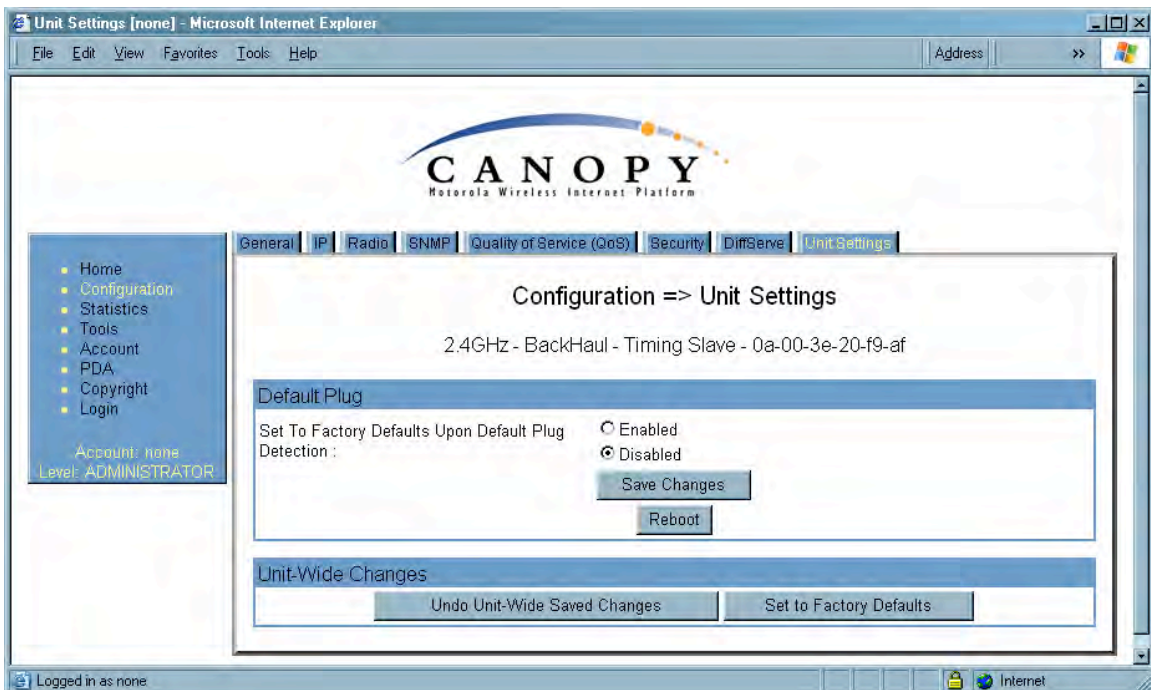 Unit Settings [none] - Microsoft Internet Explorer
File Edit View Favorites Tools Help
Address »
CANOPY
Motorola Wireless Internet Platform
General IP Radio SNMP Quality of Service (QoS) Security DiffServe Unit Settings
Home
Configuration
Statistics
Tools
Account
PDA
Copyright
Login
Account: none
Level: ADMINISTRATOR
Configuration => Unit Settings
2.4GHz - BackHaul - Timing Slave - 0a-00-3e-20-f9-af
Default Plug
Set To Factory Defaults Upon Default Plug
Detection :
Enabled
Disabled
Save Changes
Reboot
Unit-Wide Changes
Undo Unit-Wide Saved Changes Set to Factory Defaults
Logged in as none Internet